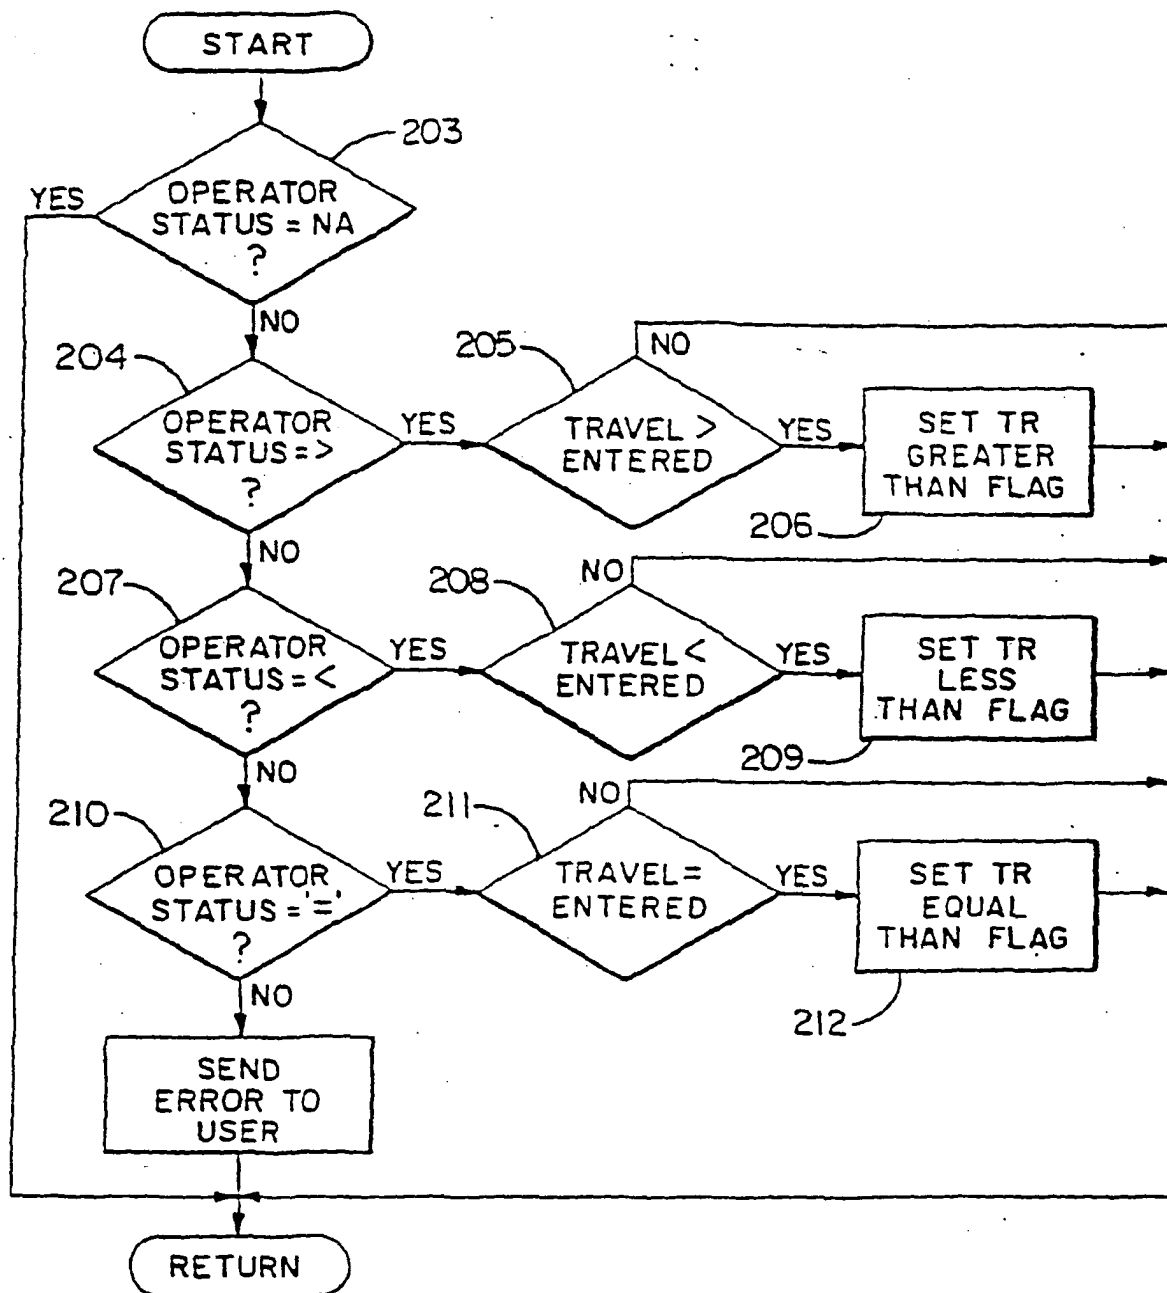 START
203
YES
OPERATOR
STATUS = NA
?
NO
204
OPERATOR
STATUS = >
?
YES
205
NO
TRAVEL >
ENTERED
YES
SET TR
GREATER
THAN FLAG
206
NO
207
OPERATOR
STATUS = <
?
YES
208
NO
TRAVEL <
ENTERED
YES
SET TR
LESS
THAN FLAG
209
NO
210
OPERATOR
STATUS = '='
?
YES
211
NO
TRAVEL =
ENTERED
YES
SET TR
EQUAL
THAN FLAG
212
NO
SEND
ERROR TO
USER
RETURN